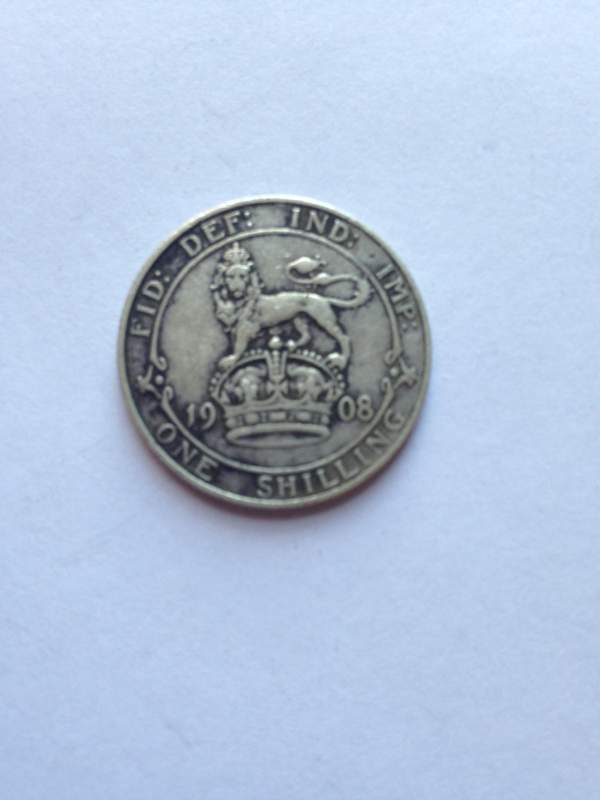 FID: DEF: IND: IMP:
19 08
ONE SHILLING